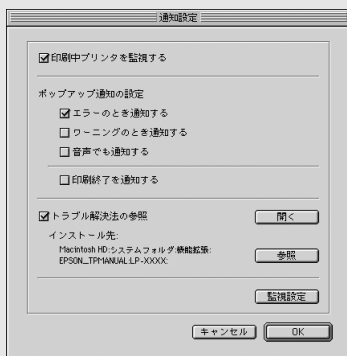 通知設定
印刷中プリンタを監視する
ポップアップ通知の設定
エラーのとき通知する
ワーニングのとき通知する
音声でも通知する
印刷終了を通知する
トラブル解決法の参照 開く
インストール先:
Macintosh HD:システムフォルダ:機能拡張:
EPSON_TPMANUAL:LP-XXXX: 参照
監視設定
キャンセル OK